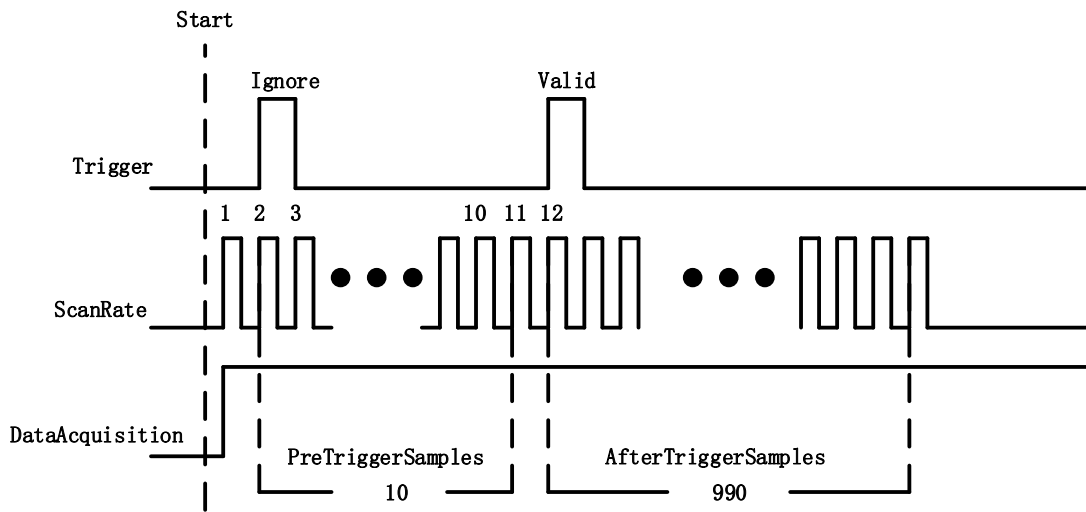 Start
Ignore
Valid
Trigger
1 2 3 10 11 12
ScanRate
DataAcquisition
PreTriggerSamples
AfterTriggerSamples
10
990